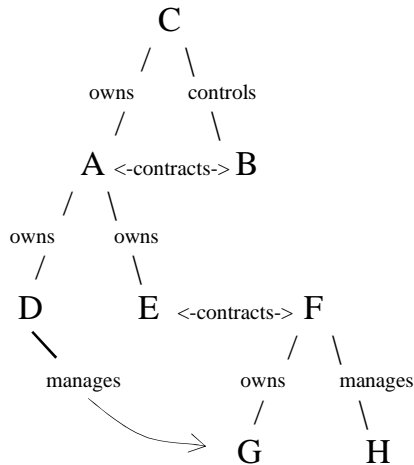 C
owns controls
A <-contracts-> B
owns owns
D E <-contracts-> F
manages owns manages
G H